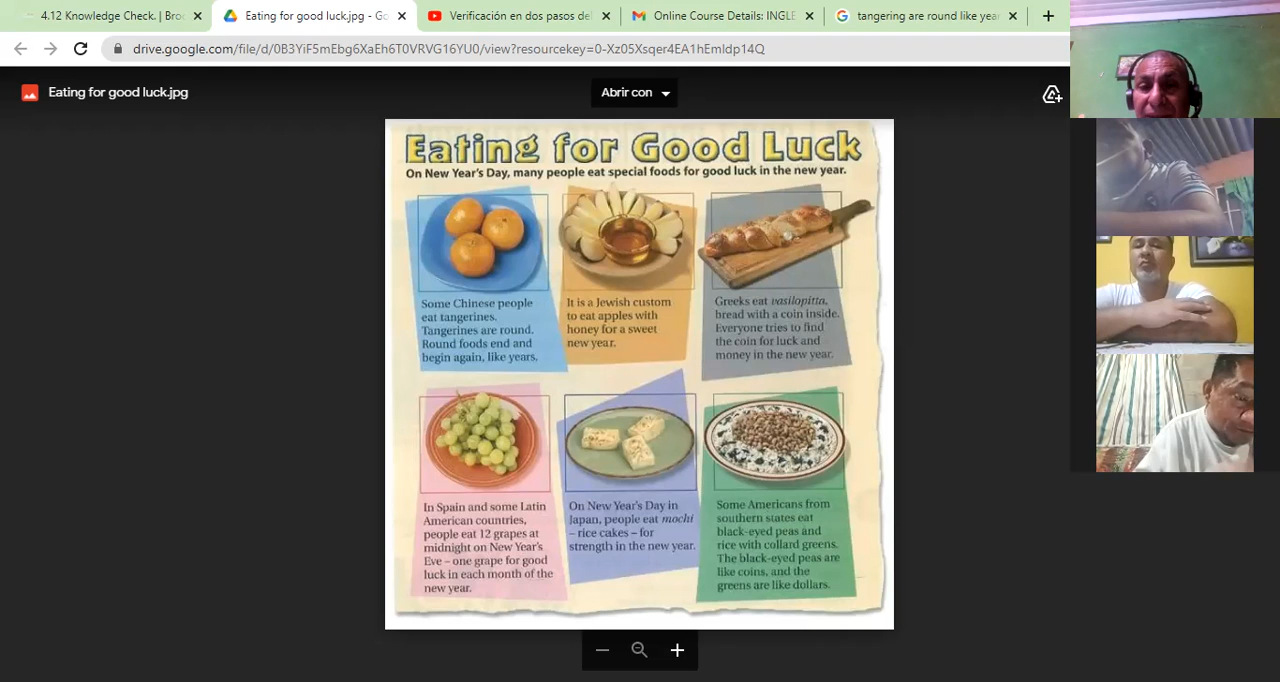 4.12 Knowledge Check. | Bro
Eating for good luck.jpg - Go
Verificación en dos pasos del
Online Course Details: INGLE
tangering are round like year
drive.google.com/file/d/0B3YiF5mEbg6XaEh6T0VRVG16YU0/view?resourcekey=0-Xz05Xsqer4EA1hEmIdp14Q
Eating for good luck.jpg
Abrir con
Eating for Good Luck
On New Year's Day, many people eat special foods for good luck in the new year.
Some Chinese people
eat tangerines.
Tangerines are round.
Round foods end and
begin again, like years.
It is a Jewish custom
to eat apples with
honey for a sweet
new year.
Greeks eat vasilopitta,
bread with a coin inside.
Everyone tries to find
the coin for luck and
money in the new year.
In Spain and some Latin
American countries,
people eat 12 grapes at
midnight on New Year's
Eve – one grape for good
luck in each month of the
new year.
On New Year's Day in
Japan, people eat mochi
– rice cakes – for
strength in the new year.
Some Americans from
southern states eat
black-eyed peas and
rice with collard greens.
The black-eyed peas are
like coins, and the
greens are like dollars.